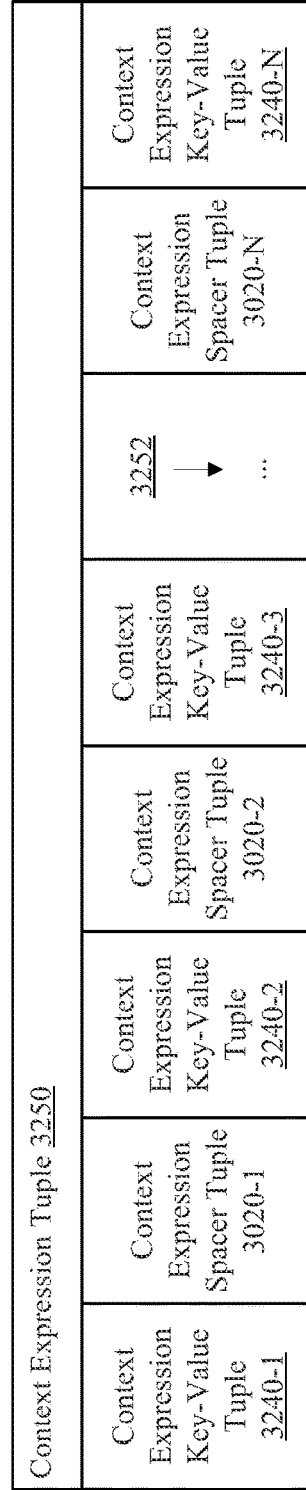 Context Expression Tuple 3250
Context
Expression
Key-Value
Tuple
3240-1
Context
Expression
Spacer Tuple
3020-1
Context
Expression
Key-Value
Tuple
3240-2
Context
Expression
Spacer Tuple
3020-2
Context
Expression
Key-Value
Tuple
3240-3
3252
...
Context
Expression
Spacer Tuple
3020-N
Context
Expression
Key-Value
Tuple
3240-N